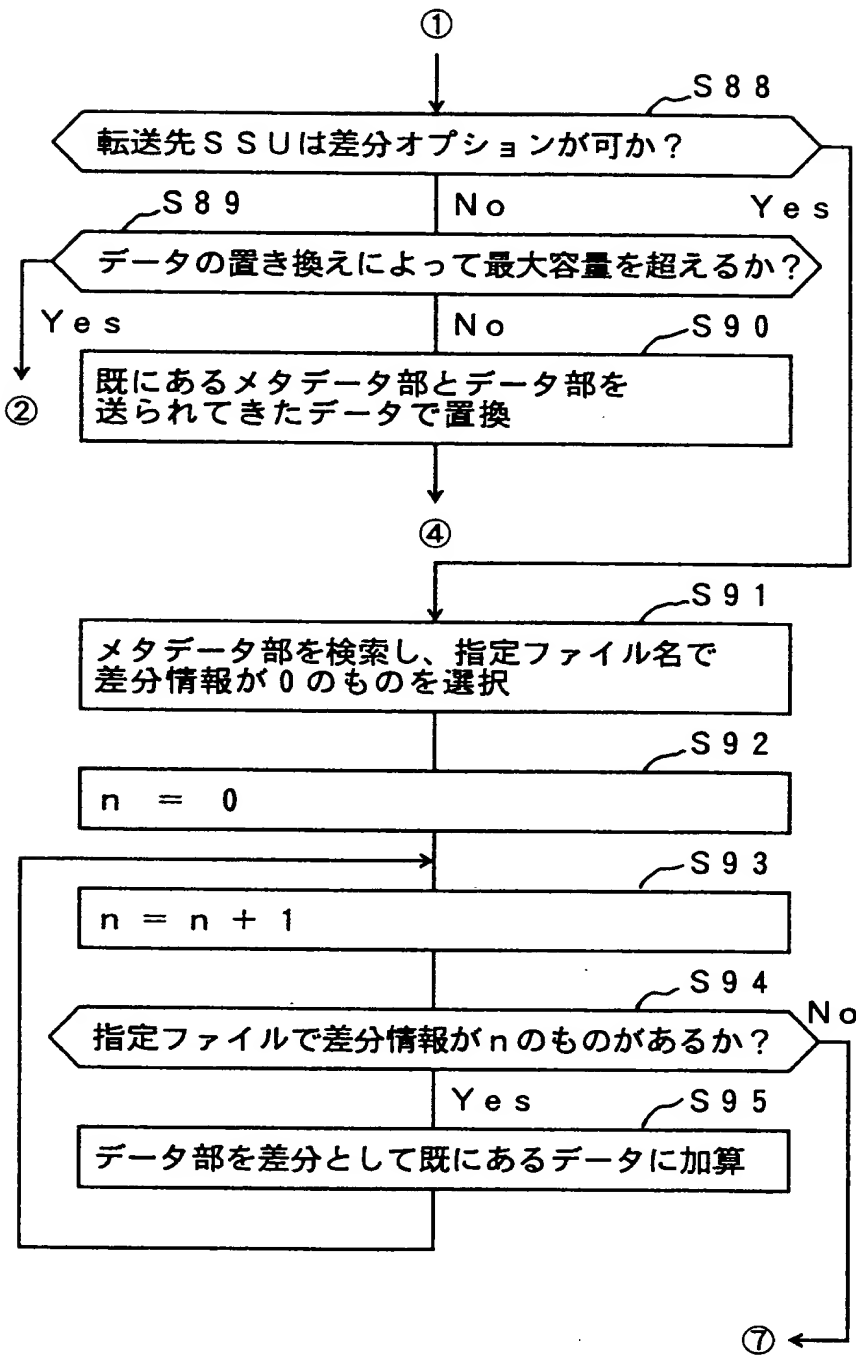 ①
S88
転送先SSUは差分オプションが可か?
S89
No
Yes
データの置き換えによって最大容量を超えるか?
Yes
No
S90
既にあるメタデータ部とデータ部を
送られてきたデータで置換
②
④
S91
メタデータ部を検索し、指定ファイル名で
差分情報が0のものを選択
S92
n = 0
S93
n = n + 1
S94
No
指定ファイルで差分情報がnのものがあるか?
Yes
S95
データ部を差分として既にあるデータに加算
⑦